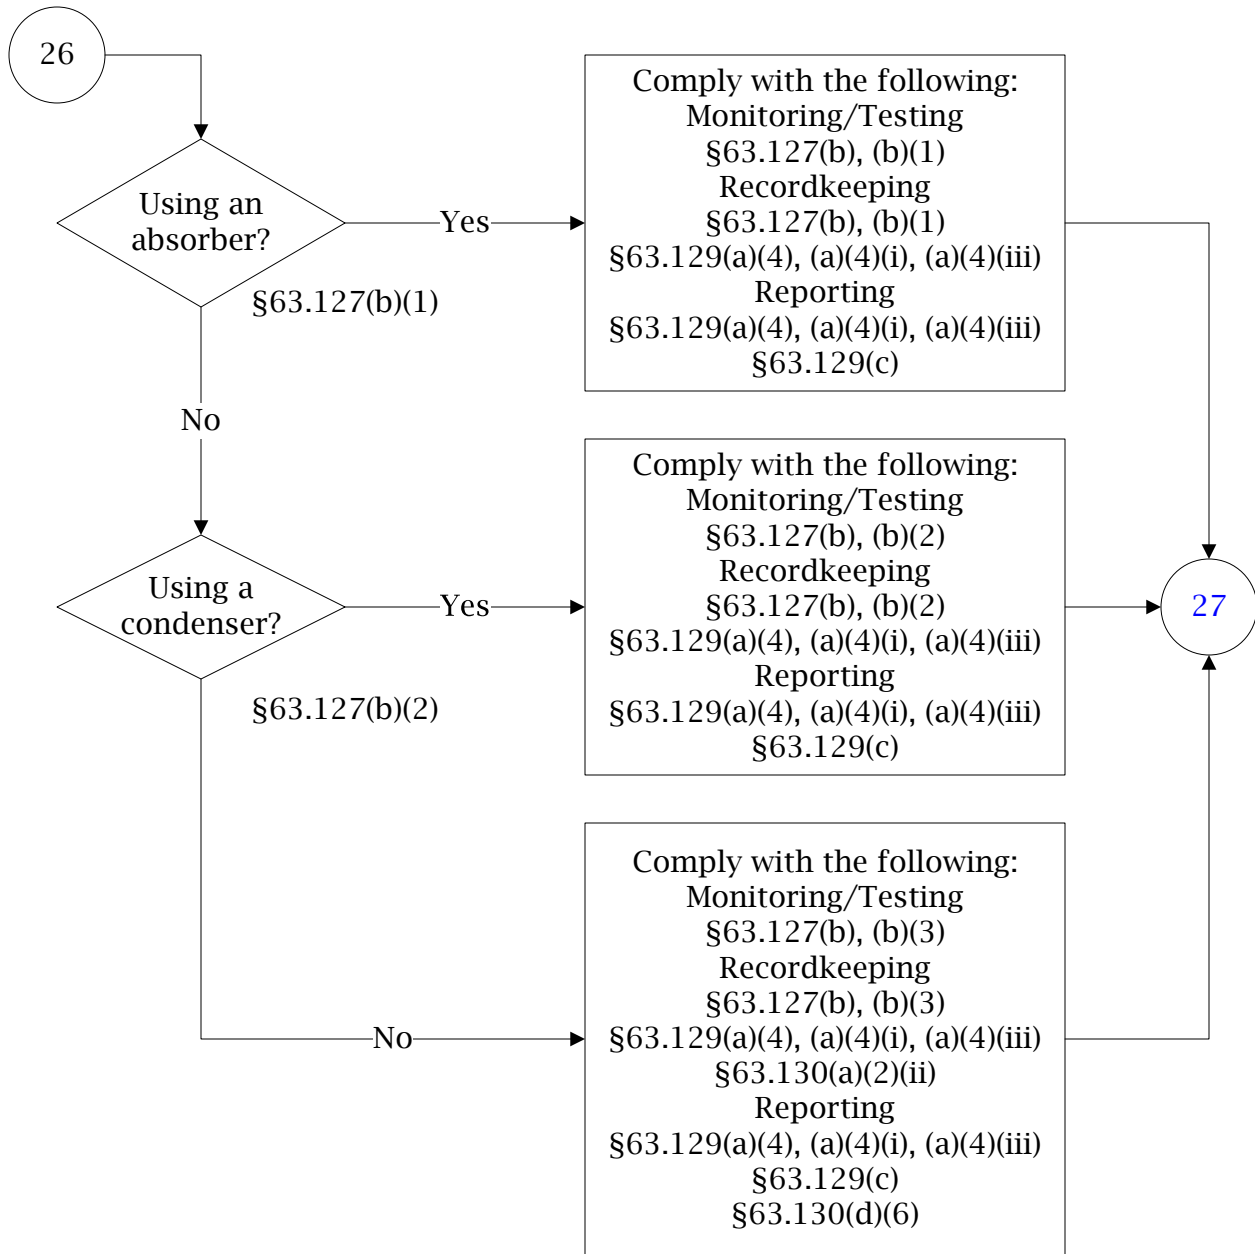 26
Using an
absorber?
§63.127(b)(1)
Yes
Comply with the following:
Monitoring/Testing
§63.127(b), (b)(1)
Recordkeeping
§63.127(b), (b)(1)
§63.129(a)(4), (a)(4)(i), (a)(4)(iii)
Reporting
§63.129(a)(4), (a)(4)(i), (a)(4)(iii)
§63.129(c)
No
Using a
condenser?
§63.127(b)(2)
Yes
Comply with the following:
Monitoring/Testing
§63.127(b), (b)(2)
Recordkeeping
§63.127(b), (b)(2)
§63.129(a)(4), (a)(4)(i), (a)(4)(iii)
Reporting
§63.129(a)(4), (a)(4)(i), (a)(4)(iii)
§63.129(c)
27
No
Comply with the following:
Monitoring/Testing
§63.127(b), (b)(3)
Recordkeeping
§63.127(b), (b)(3)
§63.129(a)(4), (a)(4)(i), (a)(4)(iii)
§63.130(a)(2)(ii)
Reporting
§63.129(a)(4), (a)(4)(i), (a)(4)(iii)
§63.129(c)
§63.130(d)(6)